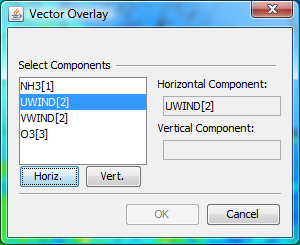 Vector Overlay
Select Components
NH3[1]
UWIND[2]
VWIND[2]
O3[3]
Horiz.
Vert.
Horizontal Component:
UWIND[2]
Vertical Component:
OK
Cancel